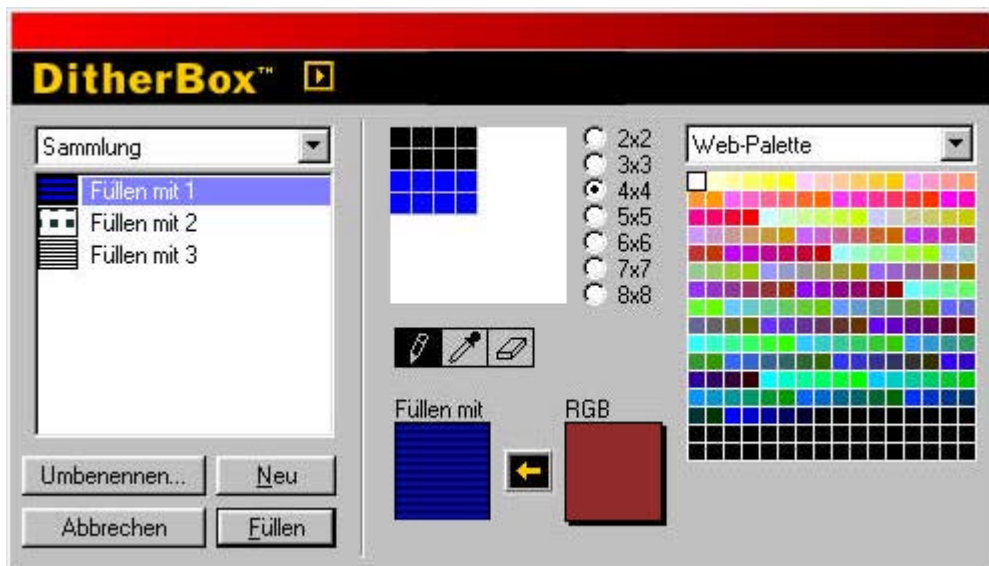 DitherBox™
Sammlung
Füllen mit 1
Füllen mit 2
Füllen mit 3
Umbenennen...
Neu
Abbrechen
Füllen
2x2
3x3
4x4
5x5
6x6
7x7
8x8
Füllen mit
RGB
Web-Palette